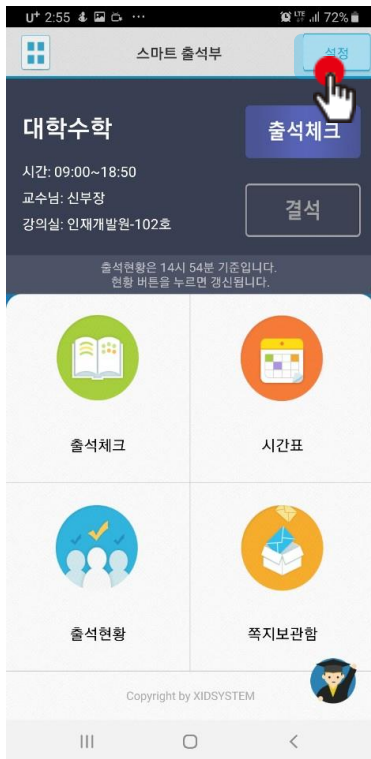 U+ 2:55 ··· LTE 72%
스마트 출석부
설정
대학수학
출석체크
시간: 09:00~18:50
교수님: 신부장
강의실: 인재개발원-102호
결석
출석현황은 14시 54분 기준입니다.
현황 버튼을 누르면 갱신됩니다.
출석체크
시간표
출석현황
쪽지보관함
Copyright by XIDSYSTEM